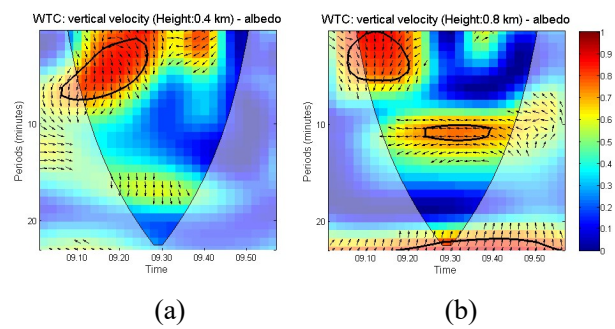 WTC: vertical velocity (Height:0.4 km) - albedo
Periods (minutes)
10
20
09.10 09.20 09.30 09.40 09.50
Time
(a)
WTC: vertical velocity (Height:0.8 km) - albedo
Periods (minutes)
10
20
09.10 09.20 09.30 09.40 09.50
Time
(b)
1
0.9
0.8
0.7
0.6
0.5
0.4
0.3
0.2
0.1
0